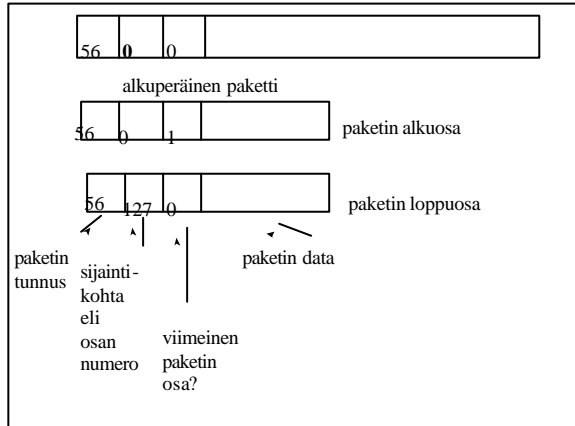 56 0 0
alkuperäinen paketti
56 0 1
paketin alkuosa
56 127 0
paketin loppuosa
paketin
tunnus
sijainti-
kohta
eli
osan
numero
viimeinen
paketin
osa?
paketin data